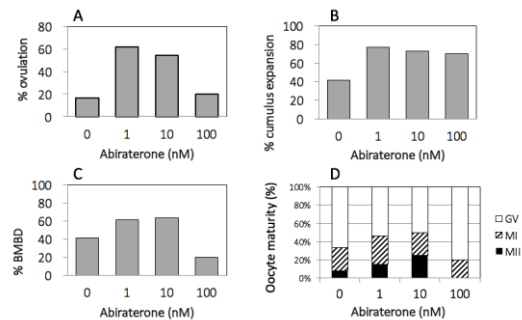 A
80
60
40
20
0
% ovulation
0 1 10 100
Abiraterone (nM)
B
100
80
60
40
20
0
% cumulus expansion
0 1 10 100
Abiraterone (nM)
C
100
80
60
40
20
0
% BMBD
0 1 10 100
Abiraterone (nM)
D
100%
80%
60%
40%
20%
0%
Oocyte maturity (%)
0 1 10 100
Abiraterone (nM)
GV
MI
MII